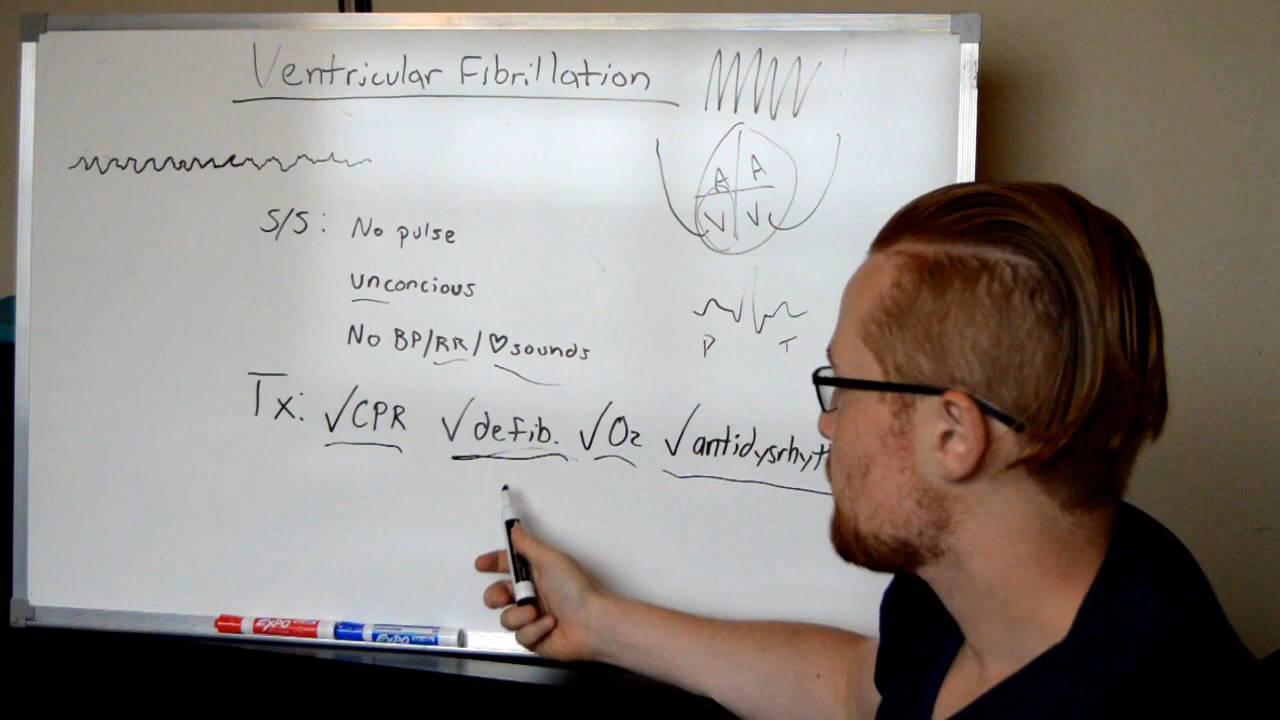 Ventricular Fibrillation
A A
V V
S/S: No pulse
unconcious
No BP/RR/♡sounds
P T
Tx: √CPR √defib. √O₂ √antidysrhyt
EXPO EXPO